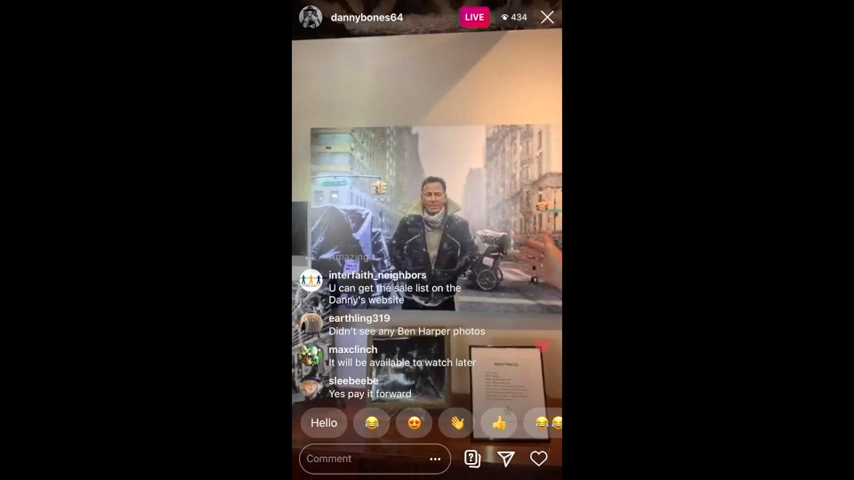 dannybones64
LIVE
434
Amazing
interfaith_neighbors
U can get the sale list on the
Danny's website
earthling319
Didn't see any Ben Harper photos
maxclinch
It will be available to watch later
sleebeebe
Yes pay it forward
Hello
Comment